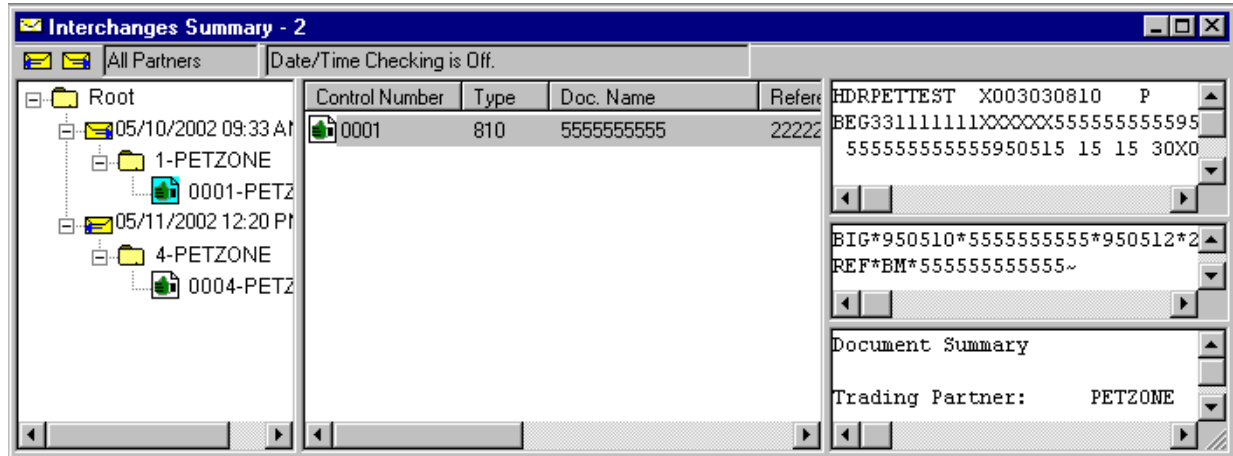 Interchanges Summary - 2
All Partners Date/Time Checking is Off.
Root
05/10/2002 09:33 AM
1-PETZONE
0001-PETZ
05/11/2002 12:20 PM
4-PETZONE
0004-PETZ
Control Number Type Doc. Name Refere
0001 810 5555555555 22222
HDRPETTEST X003030810 P
BEG331111111XXXXXX555555555595
5555555555555950515 15 15 30X0
BIG*950510*5555555555*950512*2
REF*BM*555555555555~
Document Summary
Trading Partner: PETZONE